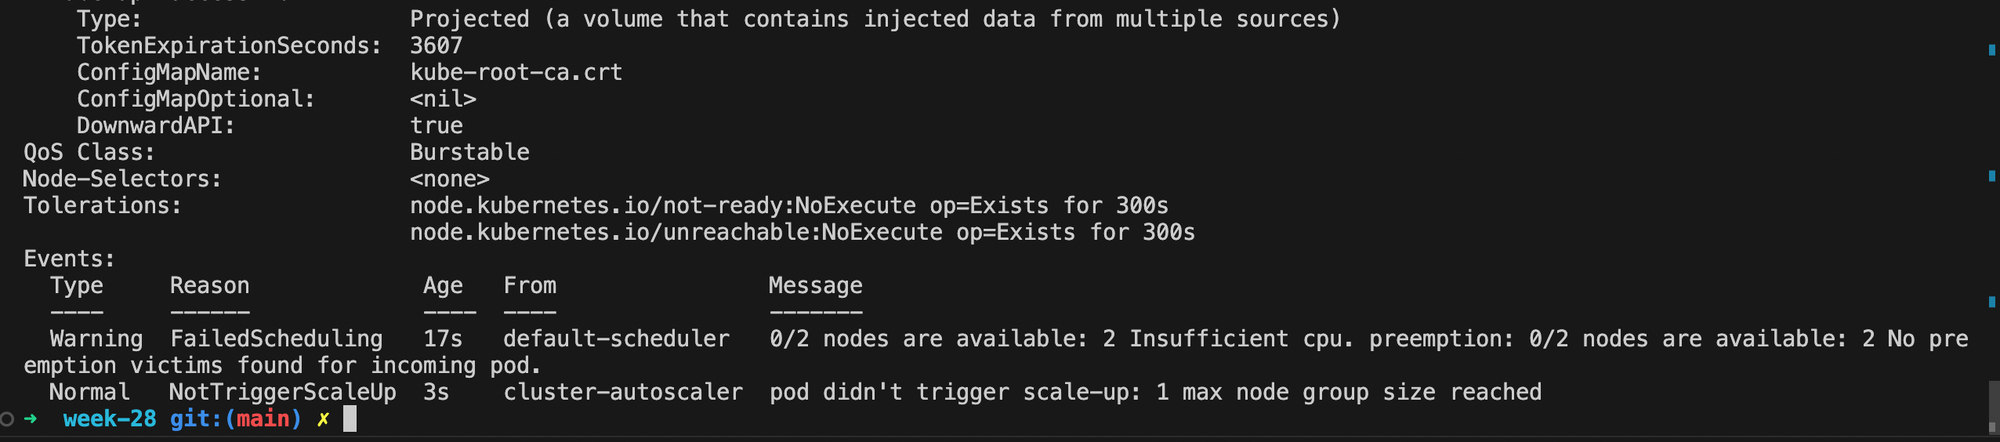 Type:                    Projected (a volume that contains injected data from multiple sources)
TokenExpirationSeconds:  3607
ConfigMapName:           kube-root-ca.crt
ConfigMapOptional:       <nil>
DownwardAPI:             true
QoS Class:                   Burstable
Node-Selectors:              <none>
Tolerations:                 node.kubernetes.io/not-ready:NoExecute op=Exists for 300s
node.kubernetes.io/unreachable:NoExecute op=Exists for 300s
Events:
Type     Reason             Age   From                Message
----     ------             ----  ----                -------
Warning  FailedScheduling   17s   default-scheduler   0/2 nodes are available: 2 Insufficient cpu. preemption: 0/2 nodes are available: 2 No pre
emption victims found for incoming pod.
Normal   NotTriggerScaleUp  3s    cluster-autoscaler  pod didn't trigger scale-up: 1 max node group size reached
➜  week-28 git:(main) ✗